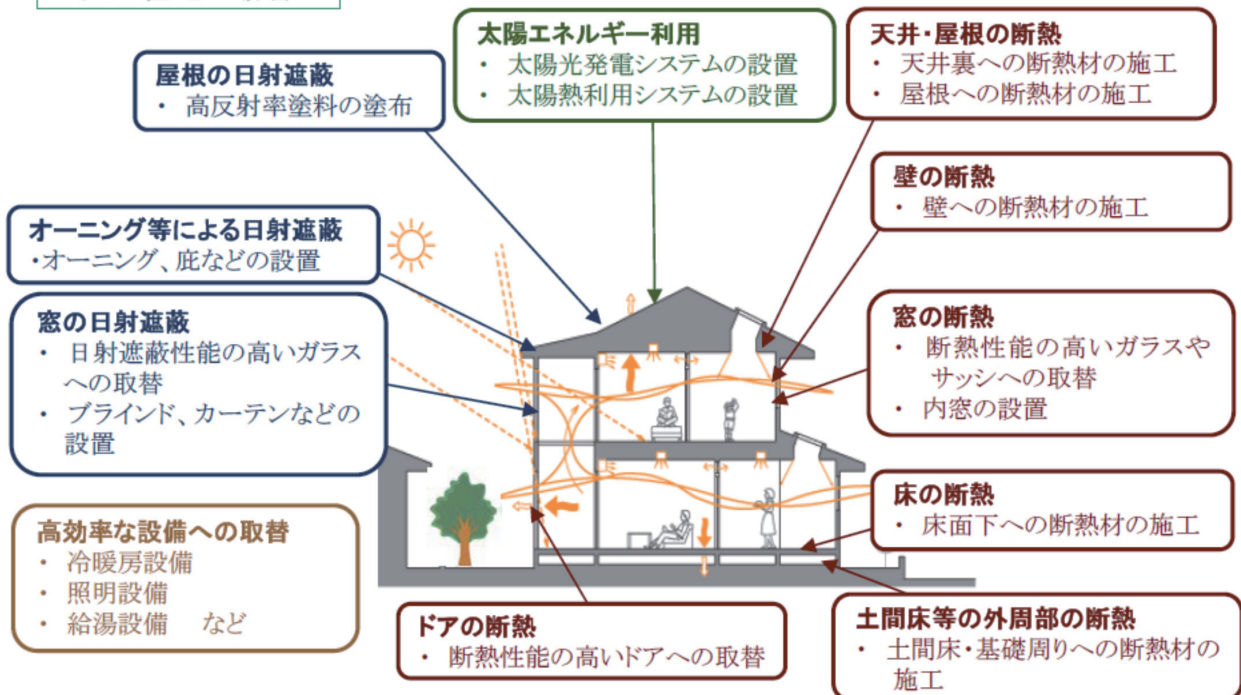 太陽エネルギー利用
・ 太陽光発電システムの設置
・ 太陽熱利用システムの設置
天井・屋根の断熱
・ 天井裏への断熱材の施工
・ 屋根への断熱材の施工
屋根の日射遮蔽
・ 高反射率塗料の塗布
壁の断熱
・ 壁への断熱材の施工
オーニング等による日射遮蔽
・オーニング、庇などの設置
窓の日射遮蔽
・ 日射遮蔽性能の高いガラス
への取替
・ ブラインド、カーテンなどの
設置
窓の断熱
・ 断熱性能の高いガラスや
サッシへの取替
・ 内窓の設置
床の断熱
・ 床面下への断熱材の施工
高効率な設備への取替
・ 冷暖房設備
・ 照明設備
・ 給湯設備 など
ドアの断熱
・ 断熱性能の高いドアへの取替
土間床等の外周部の断熱
・ 土間床・基礎周りへの断熱材の
施工